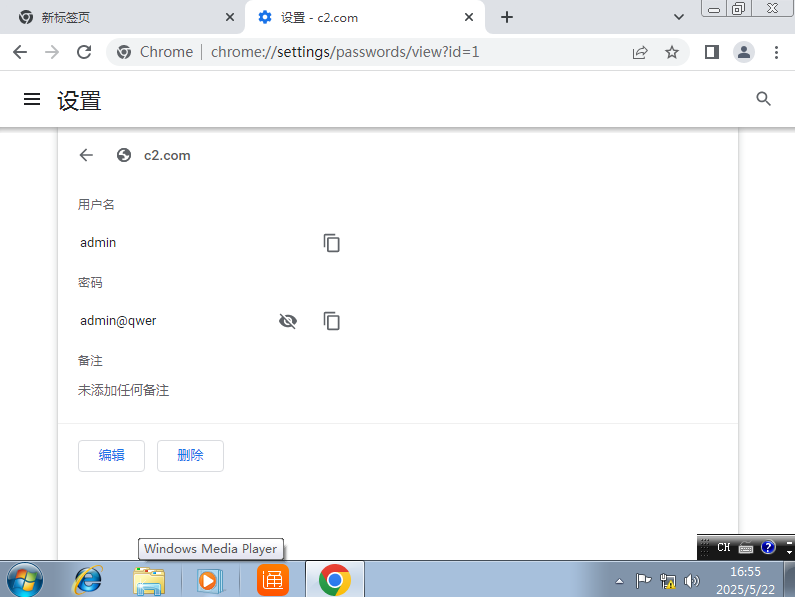 新标签页
设置 - c2.com
Chrome | chrome://settings/passwords/view?id=1
设置
c2.com
用户名
admin
密码
admin@qwer
备注
未添加任何备注
编辑 删除
Windows Media Player
CH
通
16:55
2025/5/22